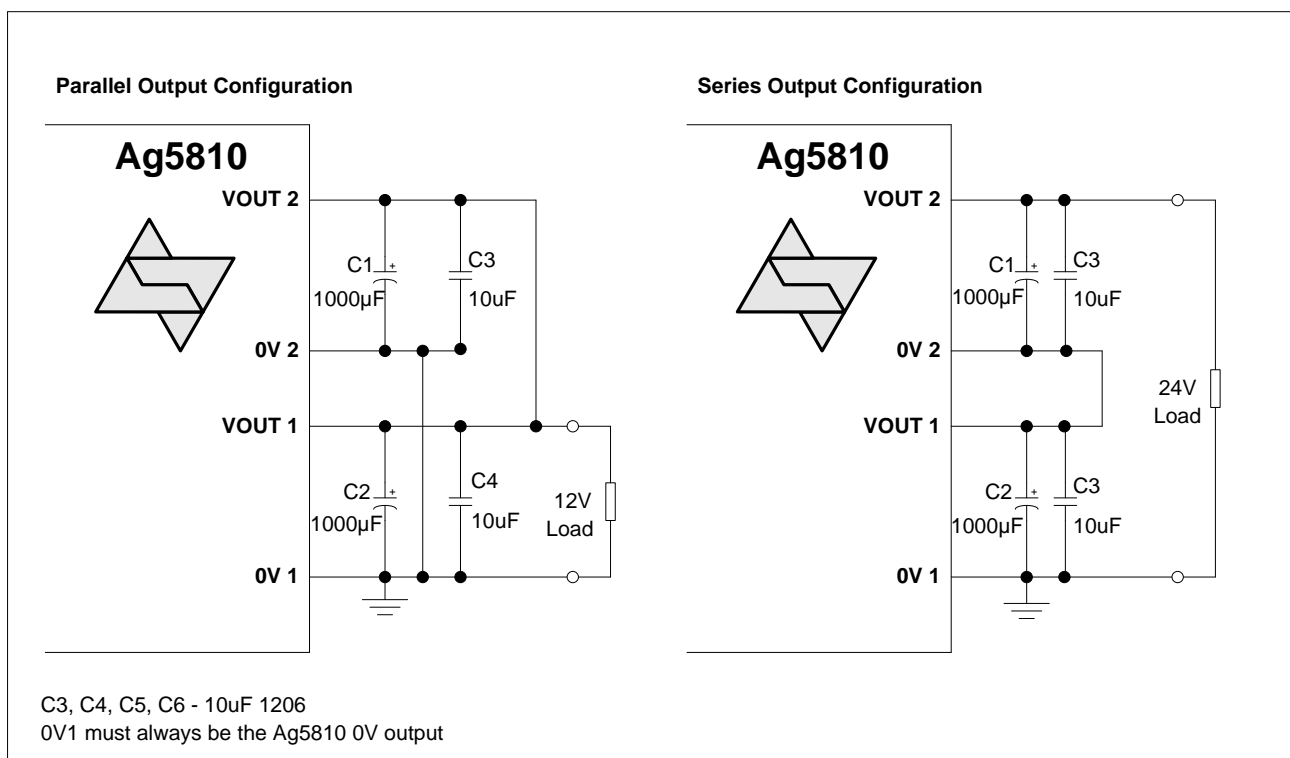 Parallel Output Configuration
Ag5810
VOUT 2
C1
+
1000µF
C3
10uF
0V 2
VOUT 1
C2
+
1000µF
C4
10uF
12V
Load
0V 1
Series Output Configuration
Ag5810
VOUT 2
C1
+
1000µF
C3
10uF
0V 2
24V
Load
VOUT 1
C2
+
1000µF
C3
10uF
0V 1
C3, C4, C5, C6 - 10uF 1206
0V1 must always be the Ag5810 0V output